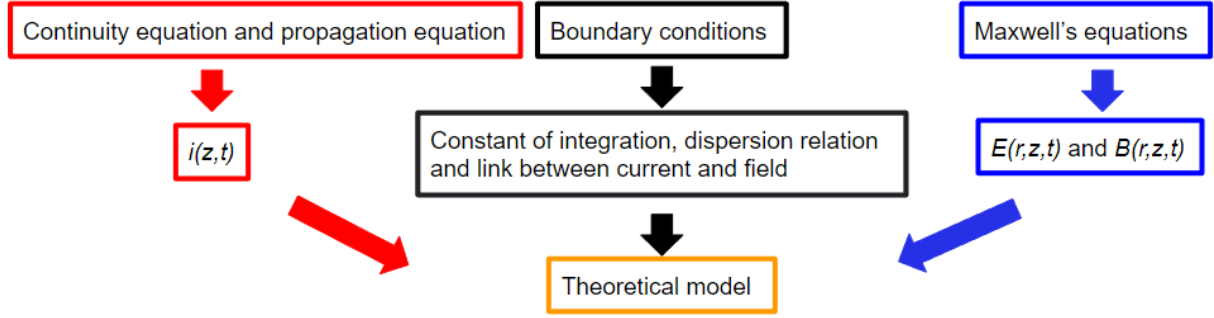 Continuity equation and propagation equation
Boundary conditions
Maxwell's equations
i(z,t)
Constant of integration, dispersion relation
and link between current and field
E(r,z,t) and B(r,z,t)
Theoretical model